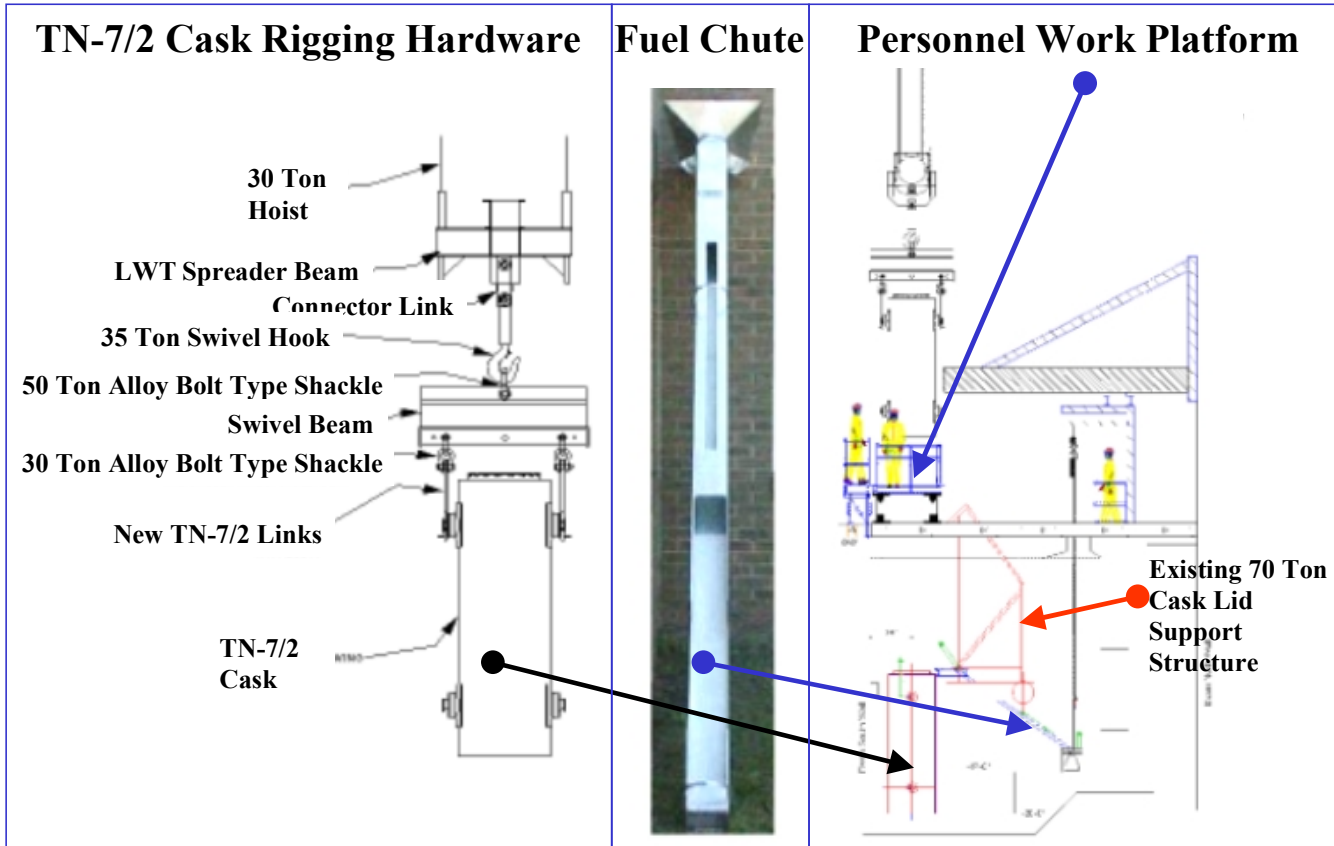 TN-7/2 Cask Rigging Hardware
30 Ton
Hoist
LWT Spreader Beam
Connector Link
35 Ton Swivel Hook
50 Ton Alloy Bolt Type Shackle
Swivel Beam
30 Ton Alloy Bolt Type Shackle
New TN-7/2 Links
TN-7/2
Cask
Fuel Chute
Personnel Work Platform
Existing 70 Ton
Cask Lid
Support
Structure